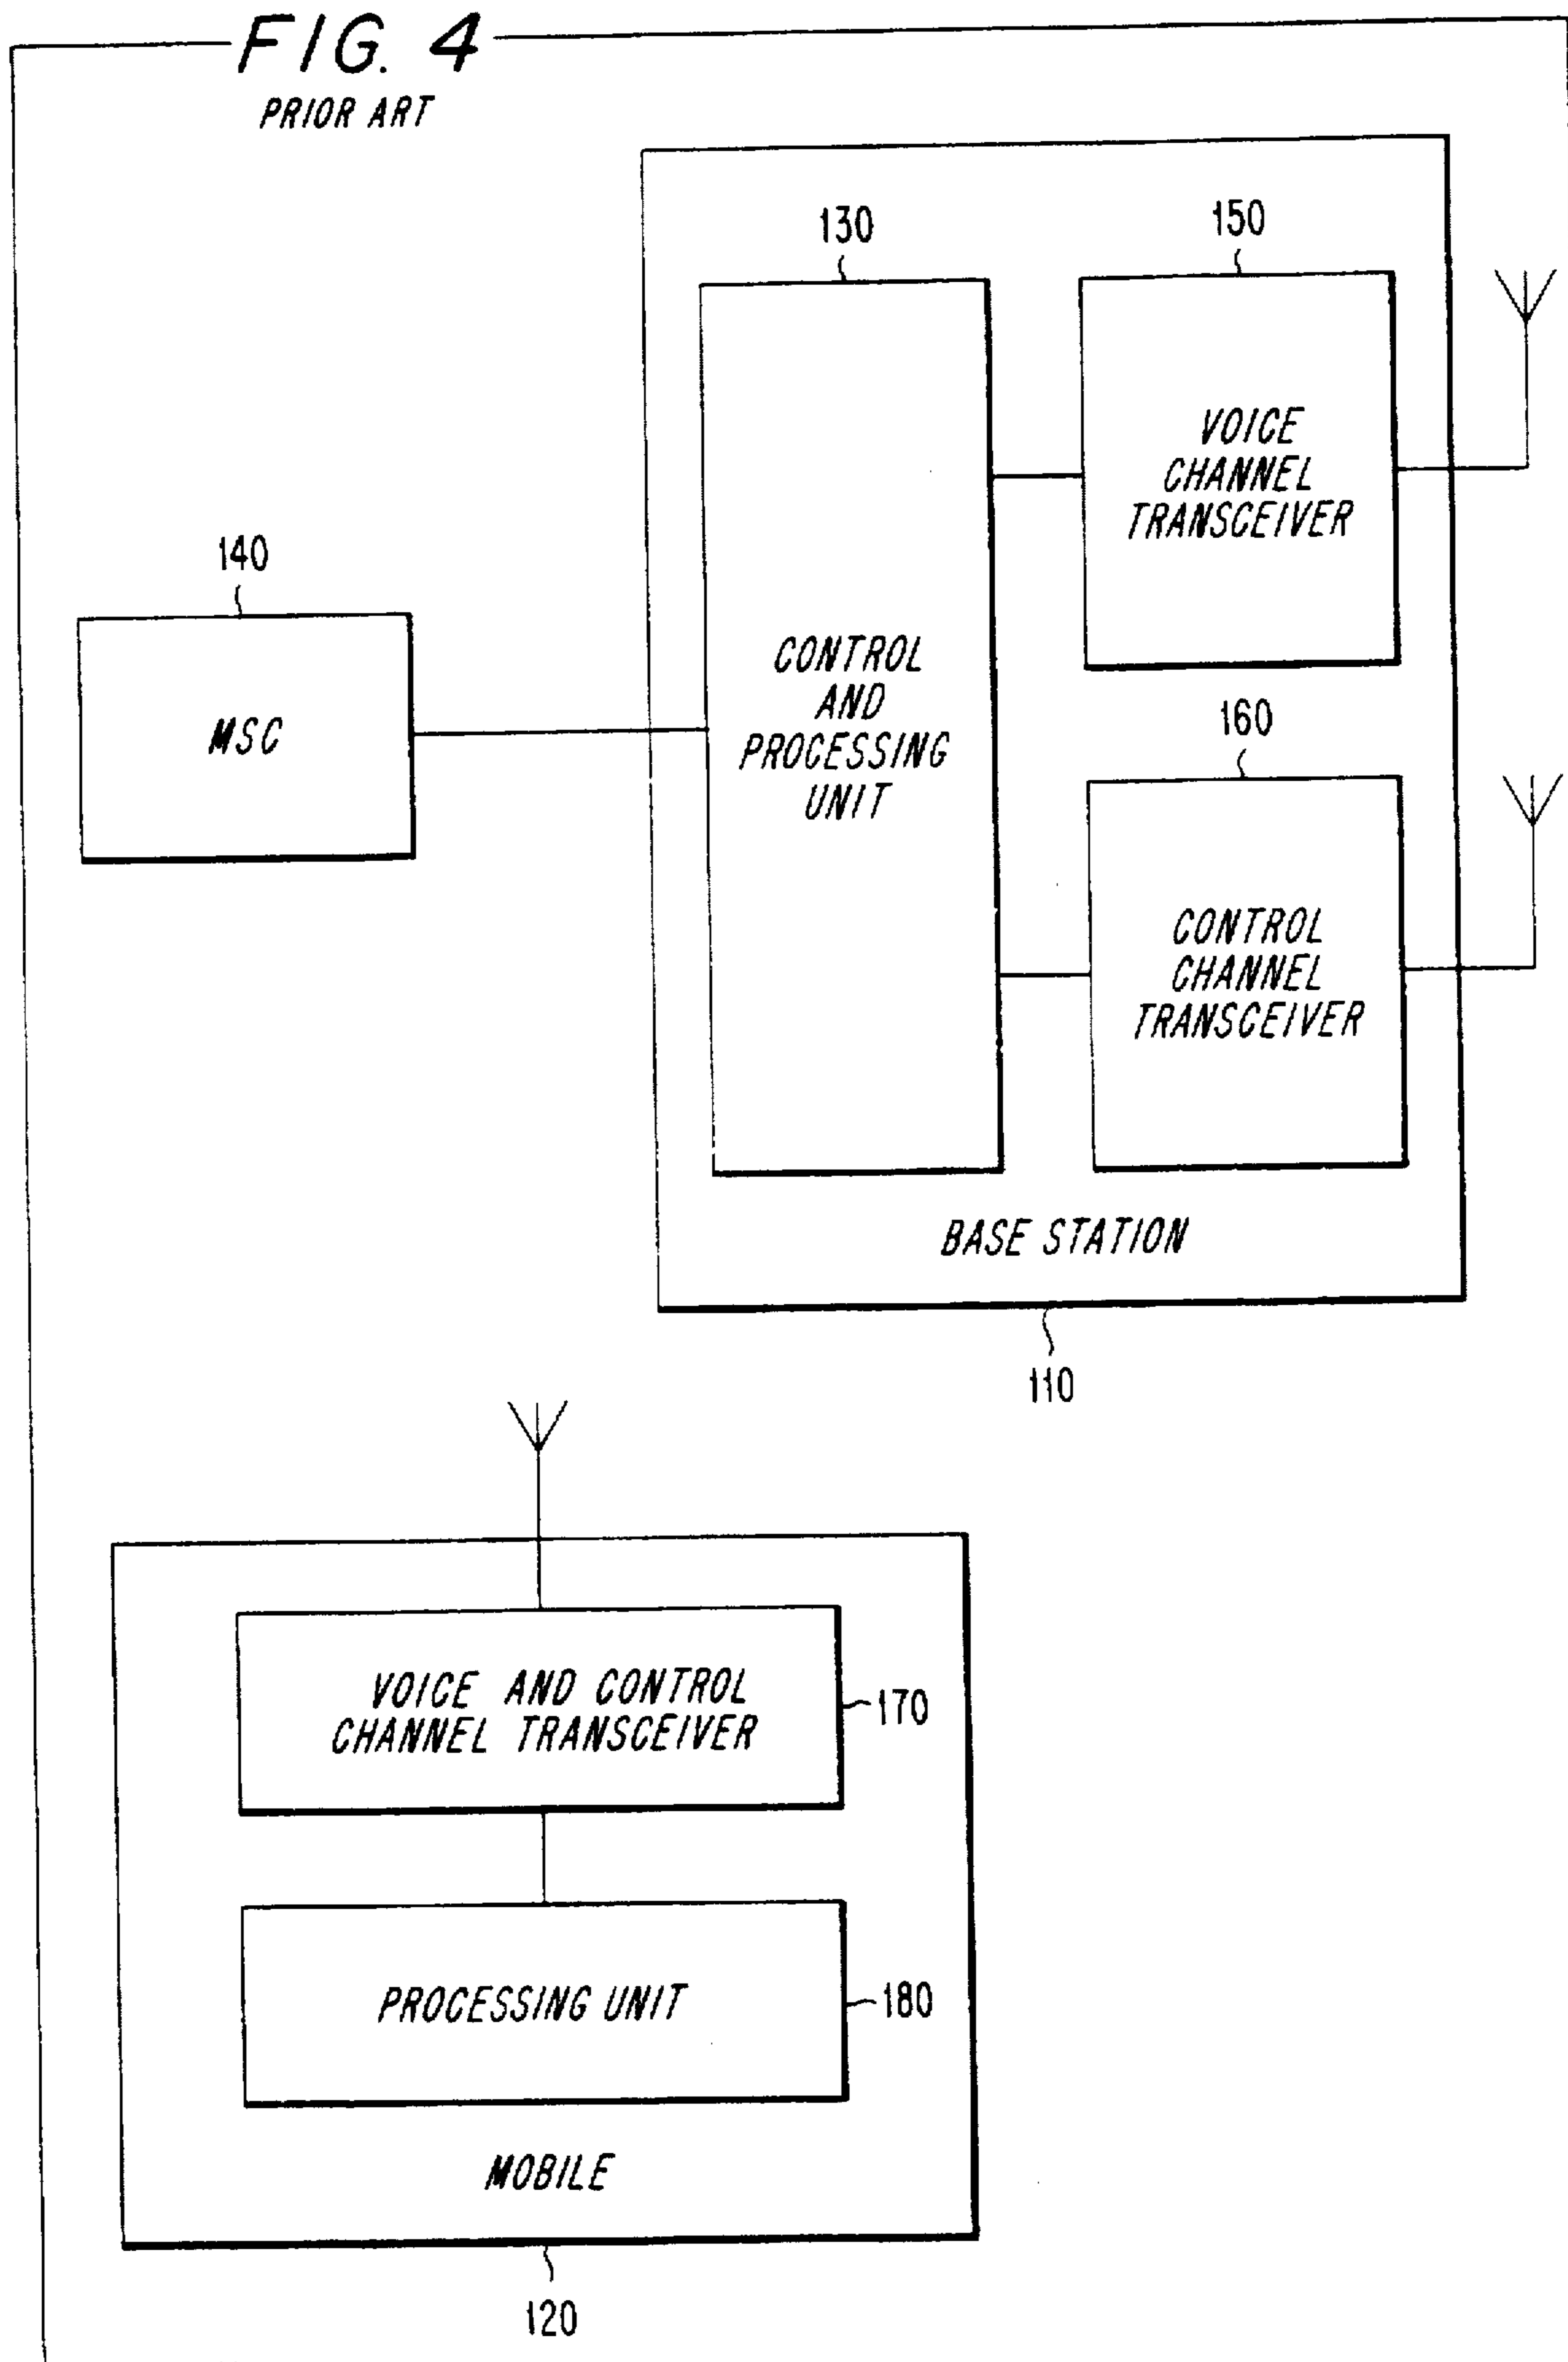 FIG. 4
PRIOR ART
130
150
VOICE
CHANNEL
TRANSCEIVER
140
MSC
CONTROL
AND
PROCESSING
UNIT
160
CONTROL
CHANNEL
TRANSCEIVER
BASE STATION
110
VOICE AND CONTROL
CHANNEL TRANSCEIVER
170
PROCESSING UNIT
180
MOBILE
120